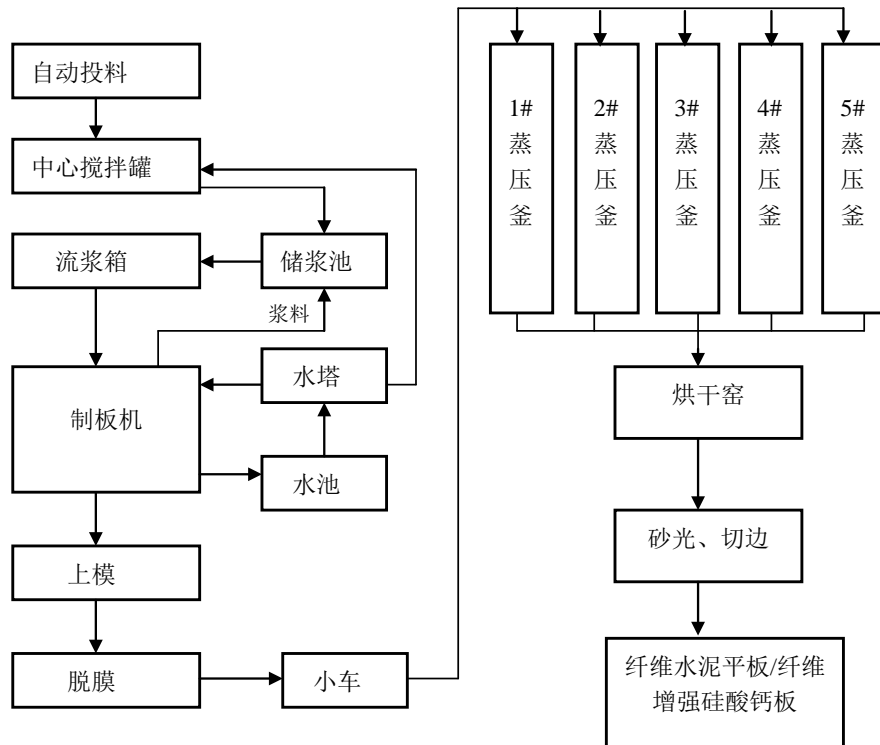 自动投料
中心搅拌罐
流浆箱
储浆池
浆料
制板机
水塔
水池
上模
脱膜
小车
1#
蒸
压
釜
2#
蒸
压
釜
3#
蒸
压
釜
4#
蒸
压
釜
5#
蒸
压
釜
烘干窑
砂光、切边
纤维水泥平板/纤维
增强硅酸钙板